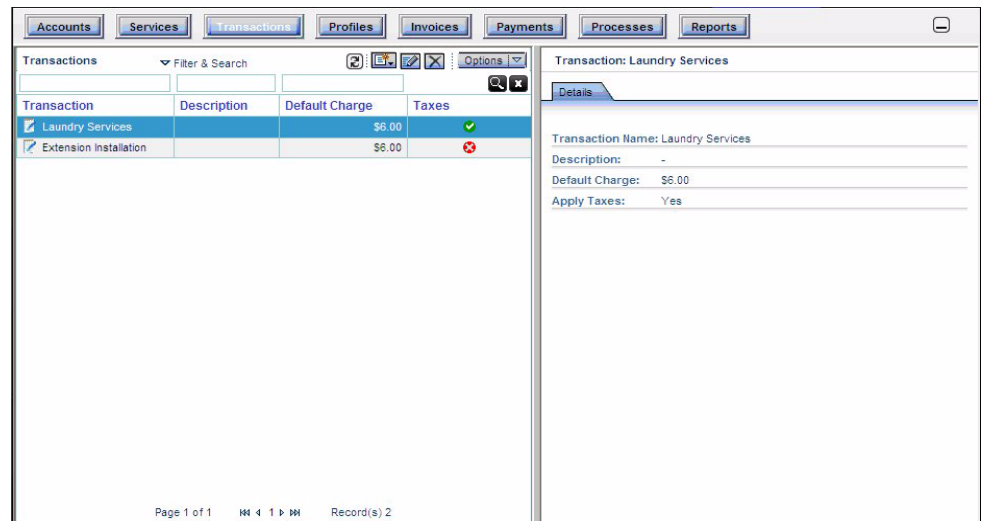 Accounts Services Transactions Profiles Invoices Payments Processes Reports
Transactions Filter & Search Options
Transaction Description Default Charge Taxes
Laundry Services $6.00
Extension Installation $6.00
Page 1 of 1 1 Record(s) 2
Transaction: Laundry Services
Details
Transaction Name: Laundry Services
Description: -
Default Charge: $6.00
Apply Taxes: Yes